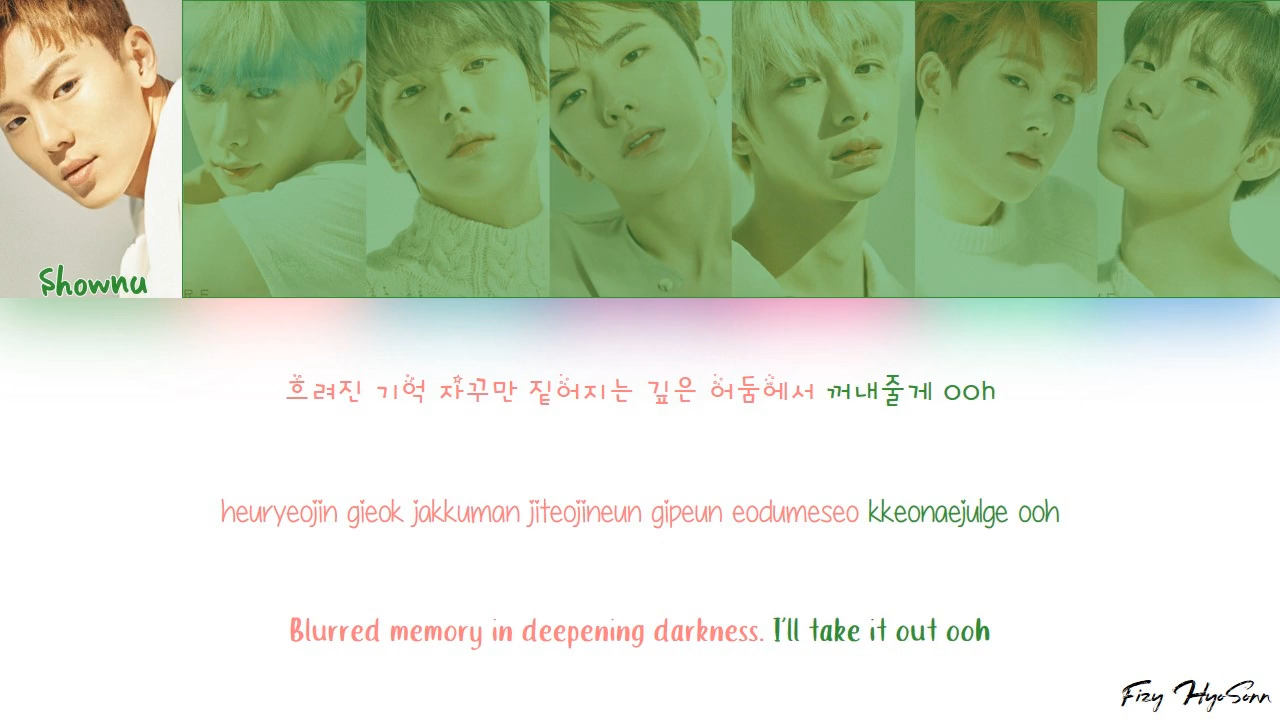 Shownu
흐려진 기억 자꾸만 짙어지는 깊은 어둠에서 꺼내줄게 ooh
heuryeojin gieok jakkuman jiteojineun gipeun eodumeseo kkeonaejulge ooh
Blurred memory in deepening darkness. I'll take it out ooh
Fizy HyoSonn